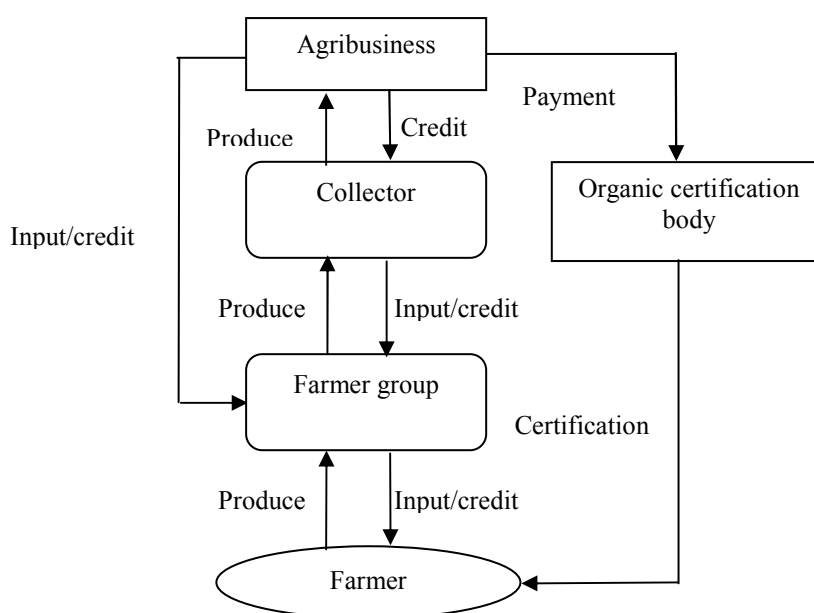 Agribusiness
Payment
Produce
Credit
Collector
Organic certification
body
Input/credit
Produce
Input/credit
Farmer group
Certification
Produce
Input/credit
Farmer